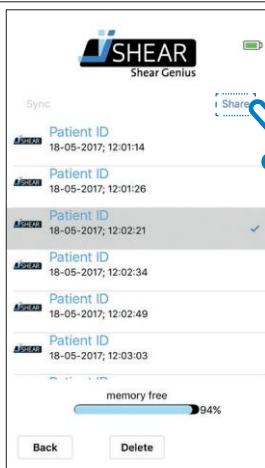 SHEAR
Shear Genius
Sync
Share
SHEAR
Patient ID
18-05-2017; 12:01:14
SHEAR
Patient ID
18-05-2017; 12:01:26
SHEAR
Patient ID
18-05-2017; 12:02:21
SHEAR
Patient ID
18-05-2017; 12:02:34
SHEAR
Patient ID
18-05-2017; 12:02:49
SHEAR
Patient ID
18-05-2017; 12:03:03
memory free
94%
Back
Delete